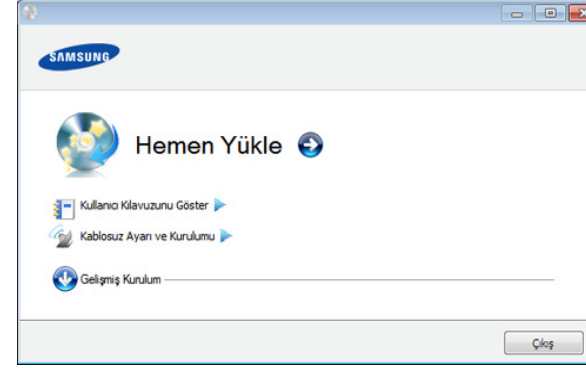 SAMSUNG
Hemen Yükle
Kullanıcı Kılavuzunu Göster
Kablosuz Ayarı ve Kurulumu
Gelişmiş Kurulum
Çıkış